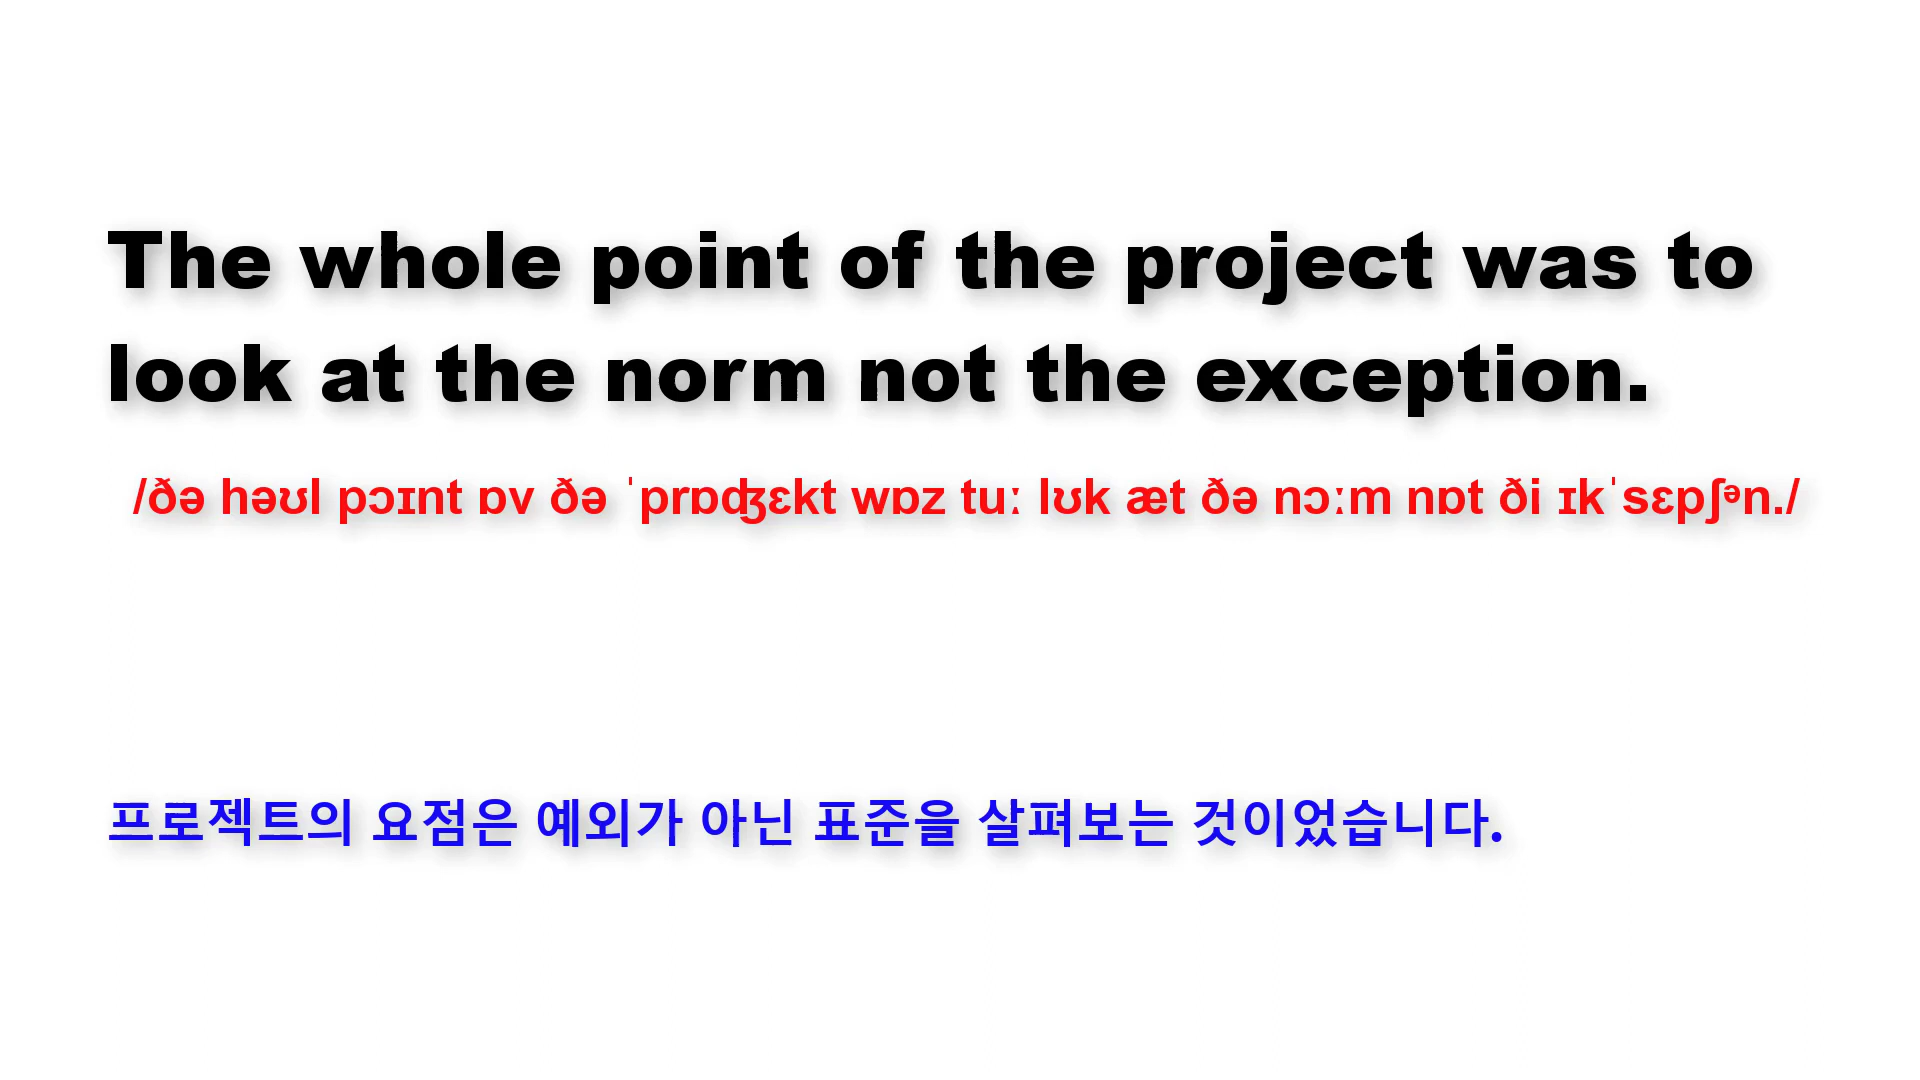 The whole point of the project was to
look at the norm not the exception.
/ðə həʊl pɔɪnt ɒv ðə ˈprɒʤɛkt wɒz tuː lʊk æt ðə nɔːm nɒt ði ɪkˈsɛpʃᵊn./
프로젝트의 요점은 예외가 아닌 표준을 살펴보는 것이었습니다.